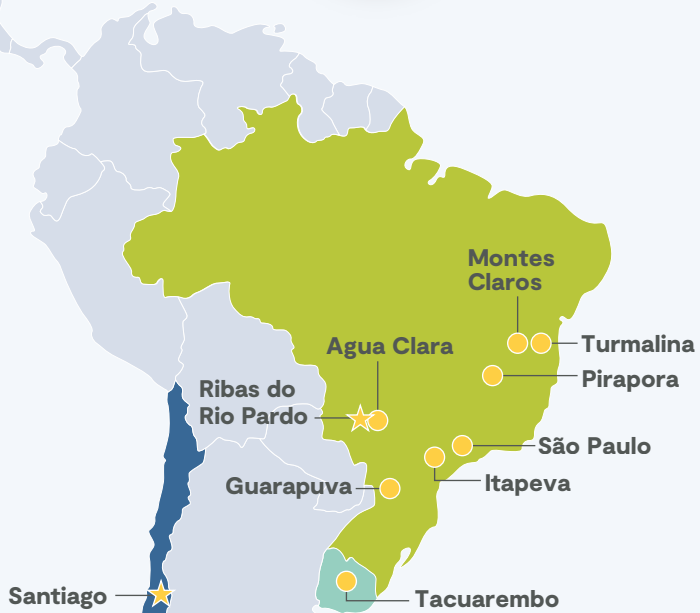 Montes
Claros
Turmalina
Agua Clara
Pirapora
Ribas do
Rio Pardo
São Paulo
Itapeva
Guarapuva
Santiago
Tacuarembo